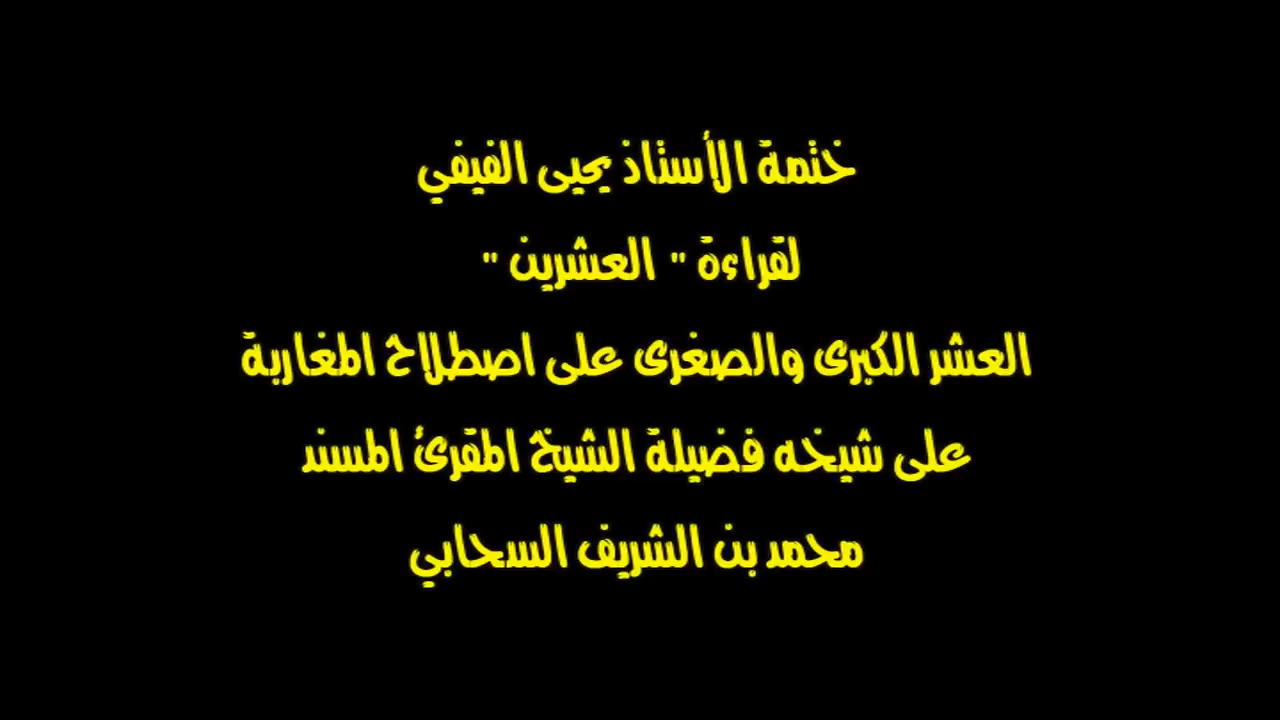 ختمة الأستاذ يحيى الفيفي
لقراءة " العشرين "
العشر الكبرى والصغرى على اصطلاح المغاربة
على شيخه فضيلة الشيخ المقرئ المسند
محمد بن الشريف السحابي